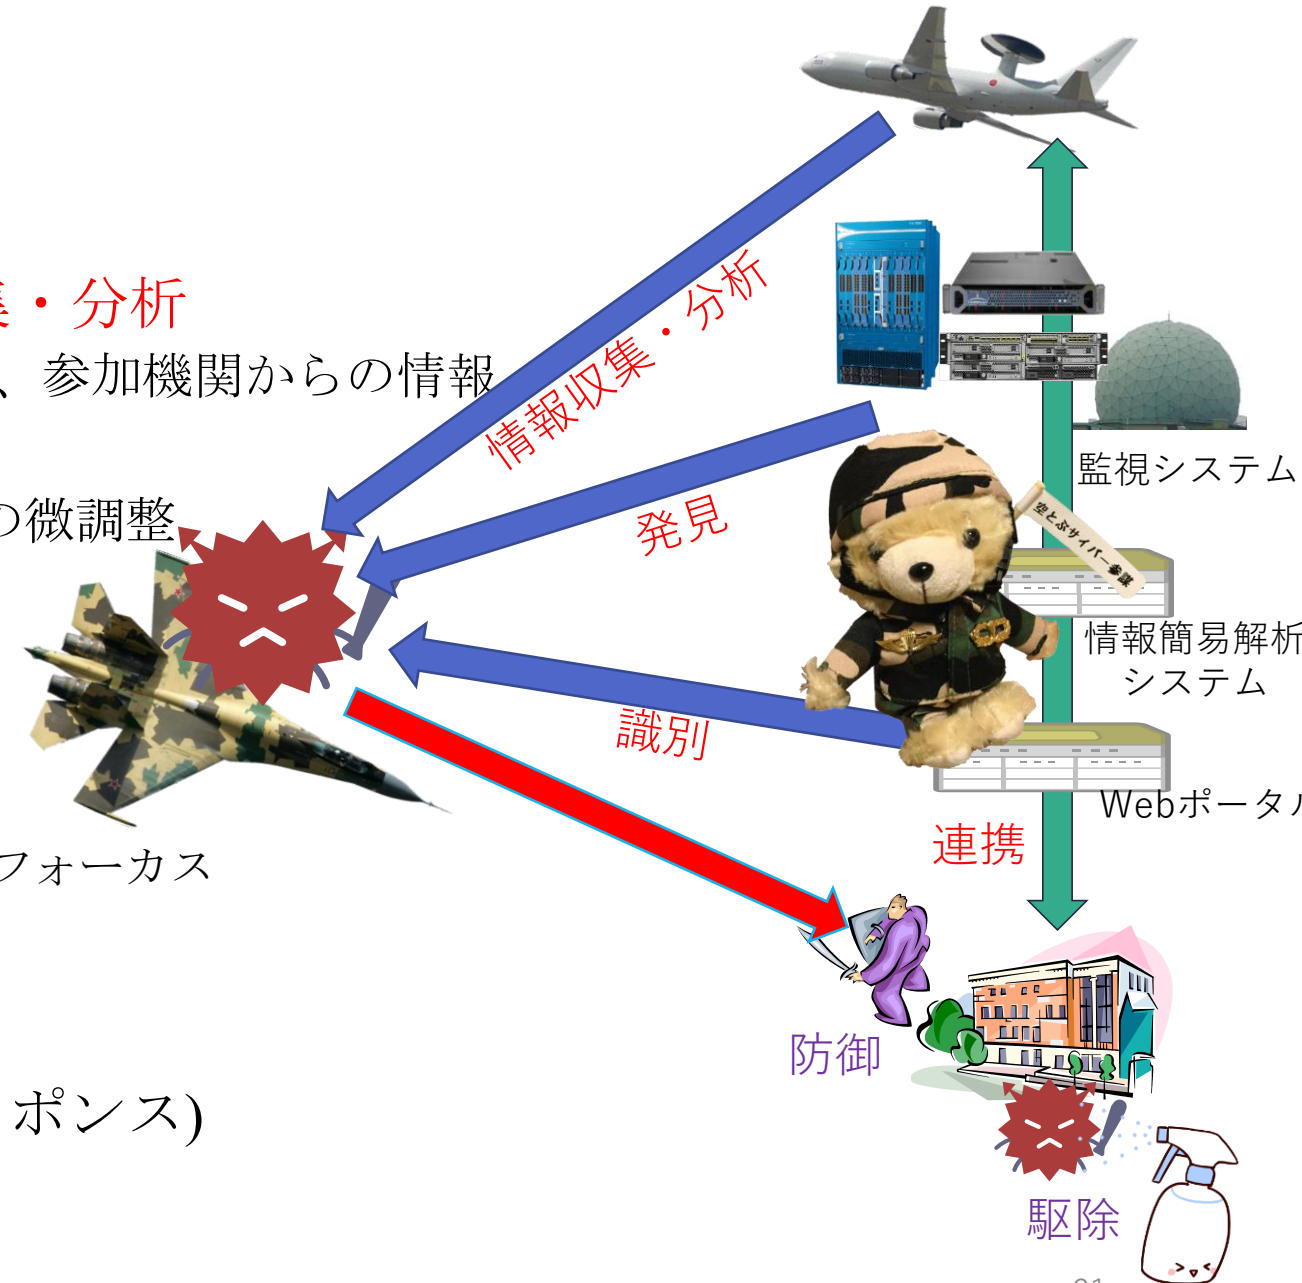 集・分析
、参加機関からの情報
の微調整
フォーカス
ポンス)
情報収集・分析
発見
識別
監視システム
空とぶサイバー参謀
情報簡易解析
システム
Webポータル
連携
防御
駆除